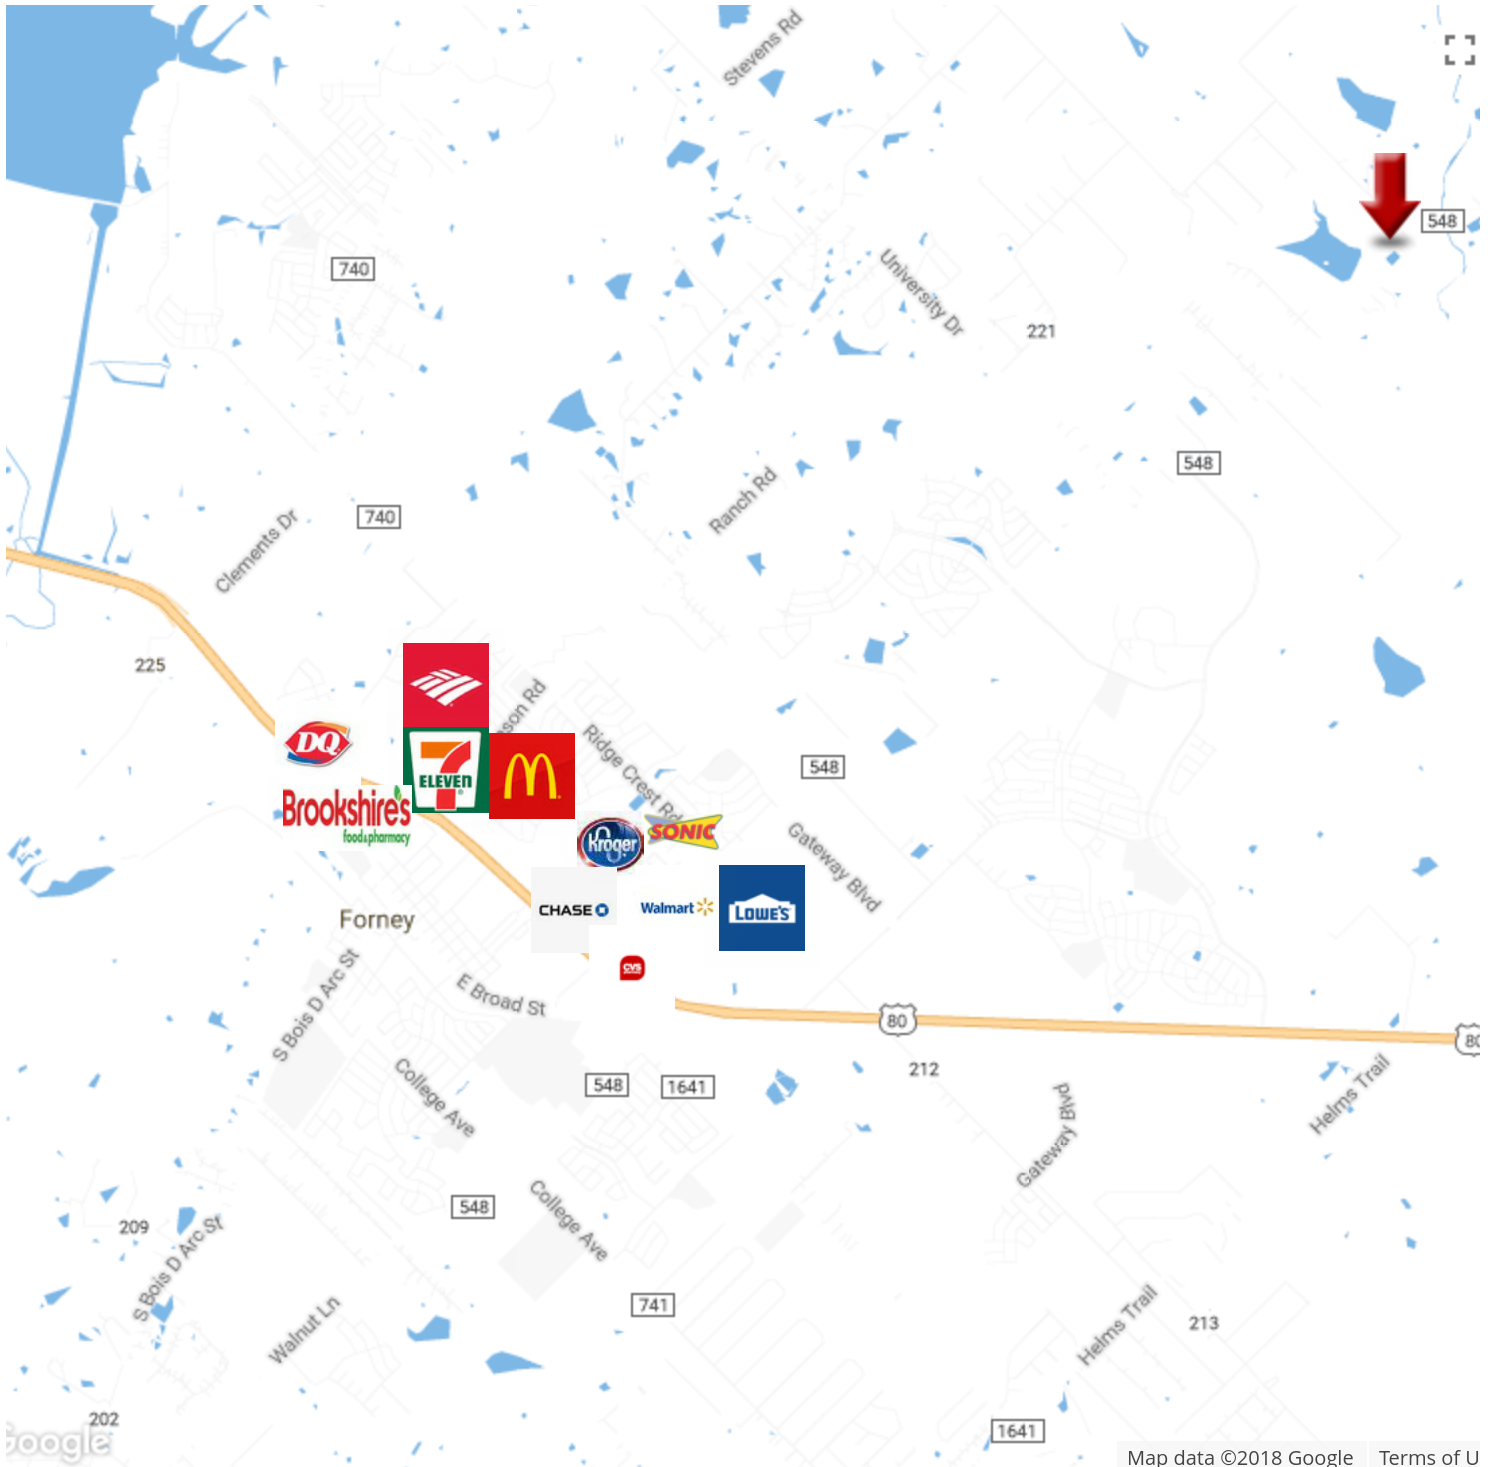 Stevens Rd
548
740
University Dr
221
548
Ranch Rd
740
Clements Dr
225
Ridge Crest Rd
DQ
7
ELEVEN
548
Brookshire's
food&pharmacy
Kroger
SONIC
Gateway Blvd
CHASE
Walmart
LOWE'S
Forney
CVS
E Broad St
S Bois D Arc St
80
80
212
548
1641
College Ave
Gateway Blvd
Helms Trail
548
College Ave
209
S Bois D Arc St
741
Walnut Ln
Helms Trail
213
202
1641
Google
Map data ©2018 Google
Terms of U